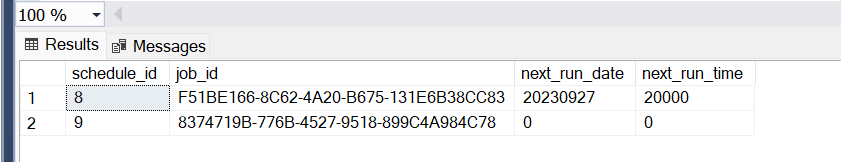 100 %
Results Messages
schedule_id job_id next_run_date next_run_time
1 8 F51BE166-8C62-4A20-B675-131E6B38CC83 20230927 20000
2 9 8374719B-776B-4527-9518-899C4A984C78 0 0